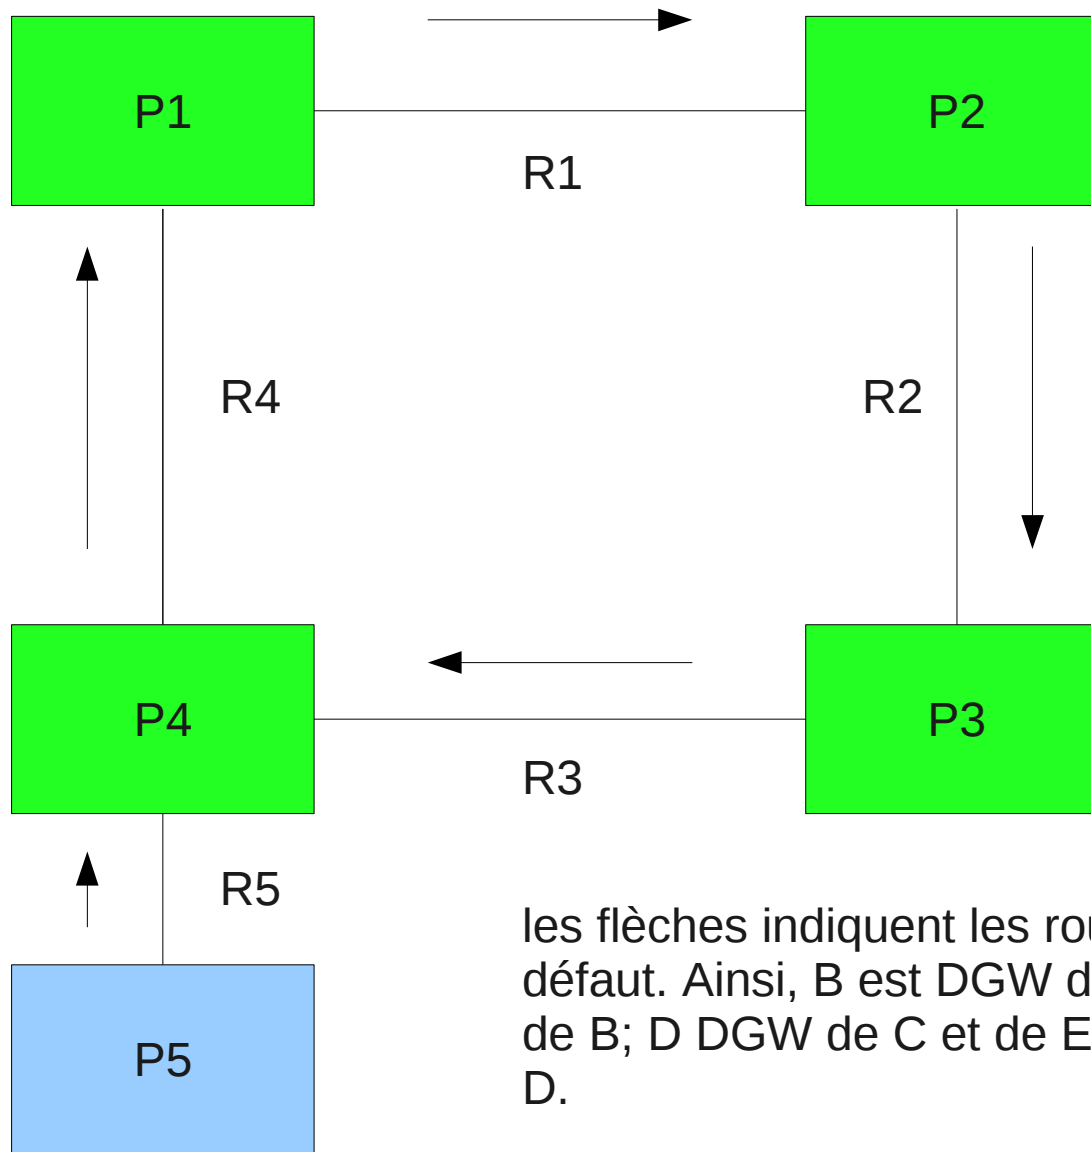 P1
P2
R1
R4
R2
P4
P3
R3
R5
les flèches indiquent les
défaut. Ainsi, B est DGW
de B; D DGW de C et de E
D.
P5